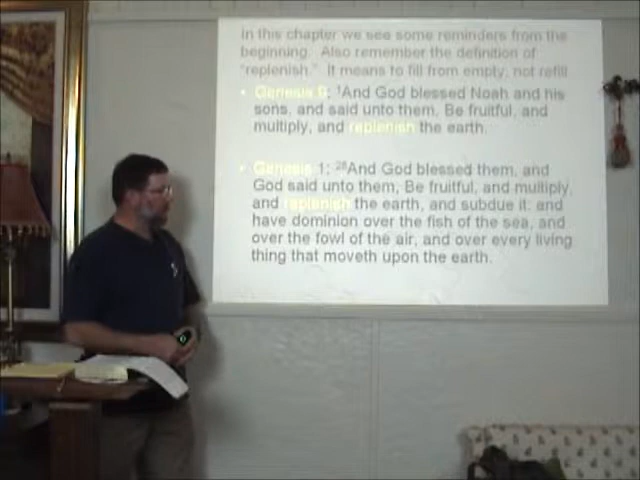 In this chapter we see some reminders from the
beginning. Also remember the definition of
"replenish." It means to fill from empty, not refill.
• Genesis 9: ¹And God blessed Noah and his
sons, and said unto them, Be fruitful, and
multiply, and replenish the earth.
• Genesis 1: ²⁸And God blessed them, and
God said unto them, Be fruitful, and multiply,
and replenish the earth, and subdue it: and
have dominion over the fish of the sea, and
over the fowl of the air, and over every living
thing that moveth upon the earth.